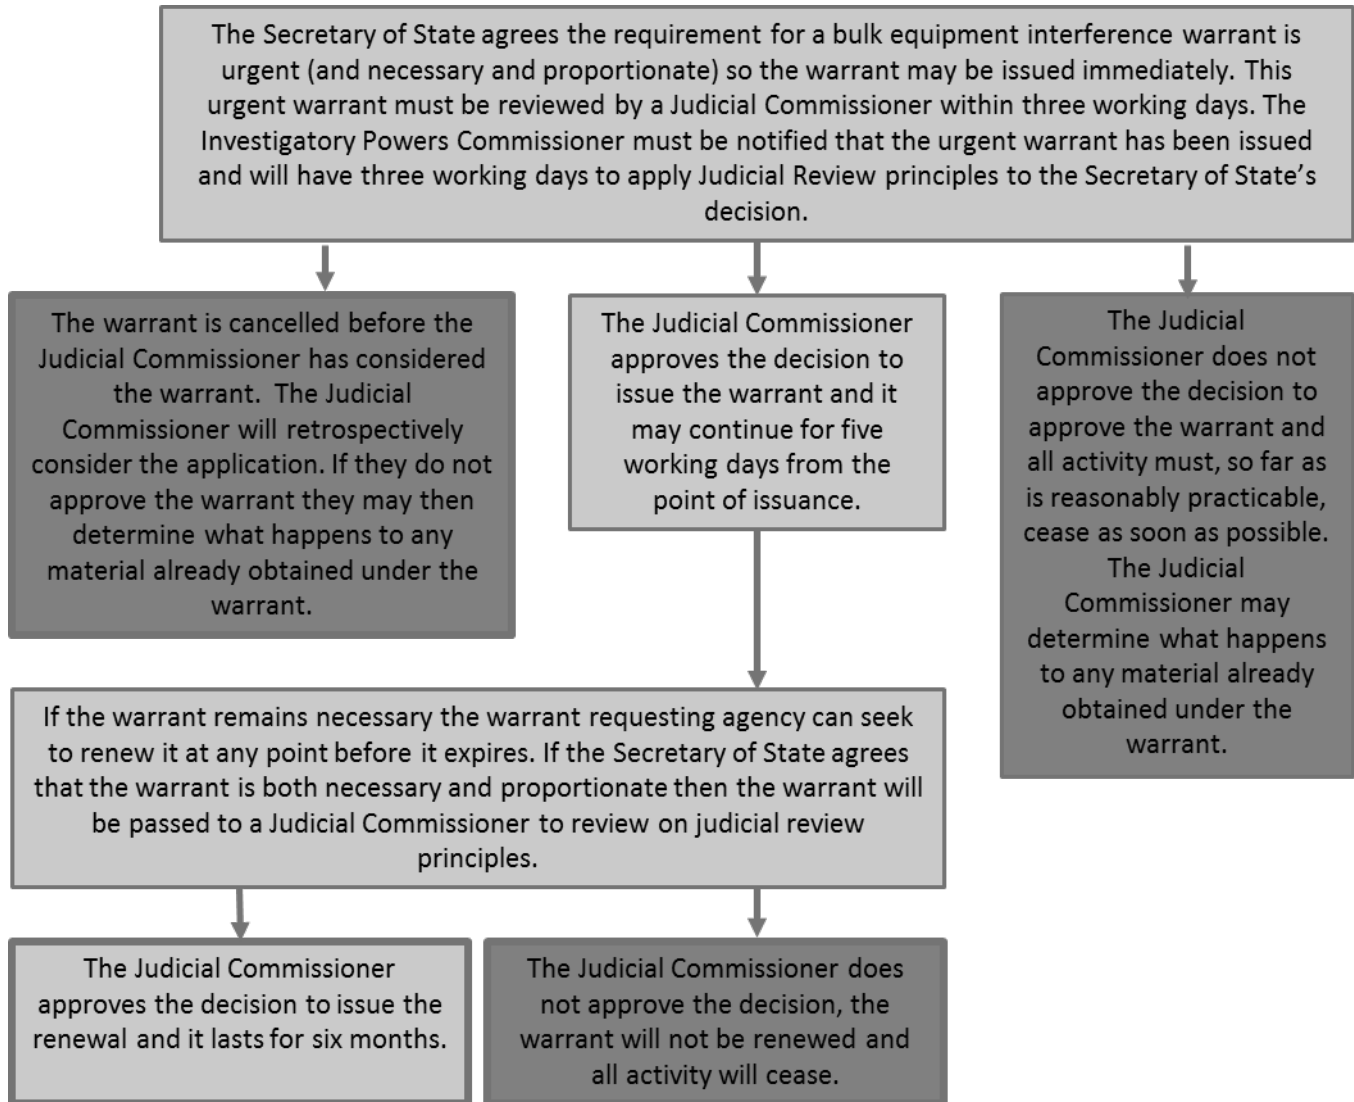 The Secretary of State agrees the requirement for a bulk equipment interference warrant is
urgent (and necessary and proportionate) so the warrant may be issued immediately. This
urgent warrant must be reviewed by a Judicial Commissioner within three working days. The
Investigatory Powers Commissioner must be notified that the urgent warrant has been issued
and will have three working days to apply Judicial Review principles to the Secretary of State’s
decision.
The warrant is cancelled before the
Judicial Commissioner has considered
the warrant. The Judicial
Commissioner will retrospectively
consider the application. If they do not
approve the warrant they may then
determine what happens to any
material already obtained under the
warrant.
The Judicial Commissioner
approves the decision to
issue the warrant and it
may continue for five
working days from the
point of issuance.
The Judicial
Commissioner does not
approve the decision to
approve the warrant and
all activity must, so far as
is reasonably practicable,
cease as soon as possible.
The Judicial
Commissioner may
determine what happens
to any material already
obtained under the
warrant.
If the warrant remains necessary the warrant requesting agency can seek
to renew it at any point before it expires. If the Secretary of State agrees
that the warrant is both necessary and proportionate then the warrant will
be passed to a Judicial Commissioner to review on judicial review
principles.
The Judicial Commissioner
approves the decision to issue the
renewal and it lasts for six months.
The Judicial Commissioner does
not approve the decision, the
warrant will not be renewed and
all activity will cease.